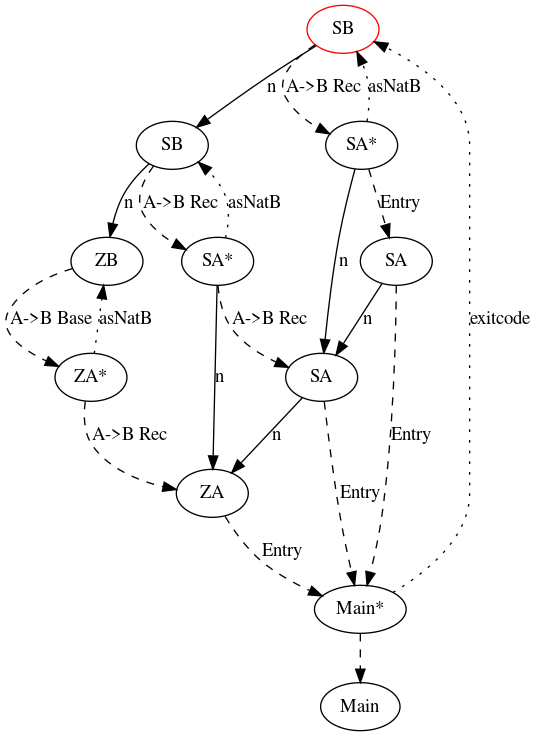 SB
n
A->B Rec
asNatB
SB
SA*
n
A->B Rec
asNatB
Entry
ZB
SA*
n
SA
A->B Base
asNatB
A->B Rec
n
exitcode
ZA*
n
SA
A->B Rec
n
Entry
ZA
Entry
Entry
Main*
Main